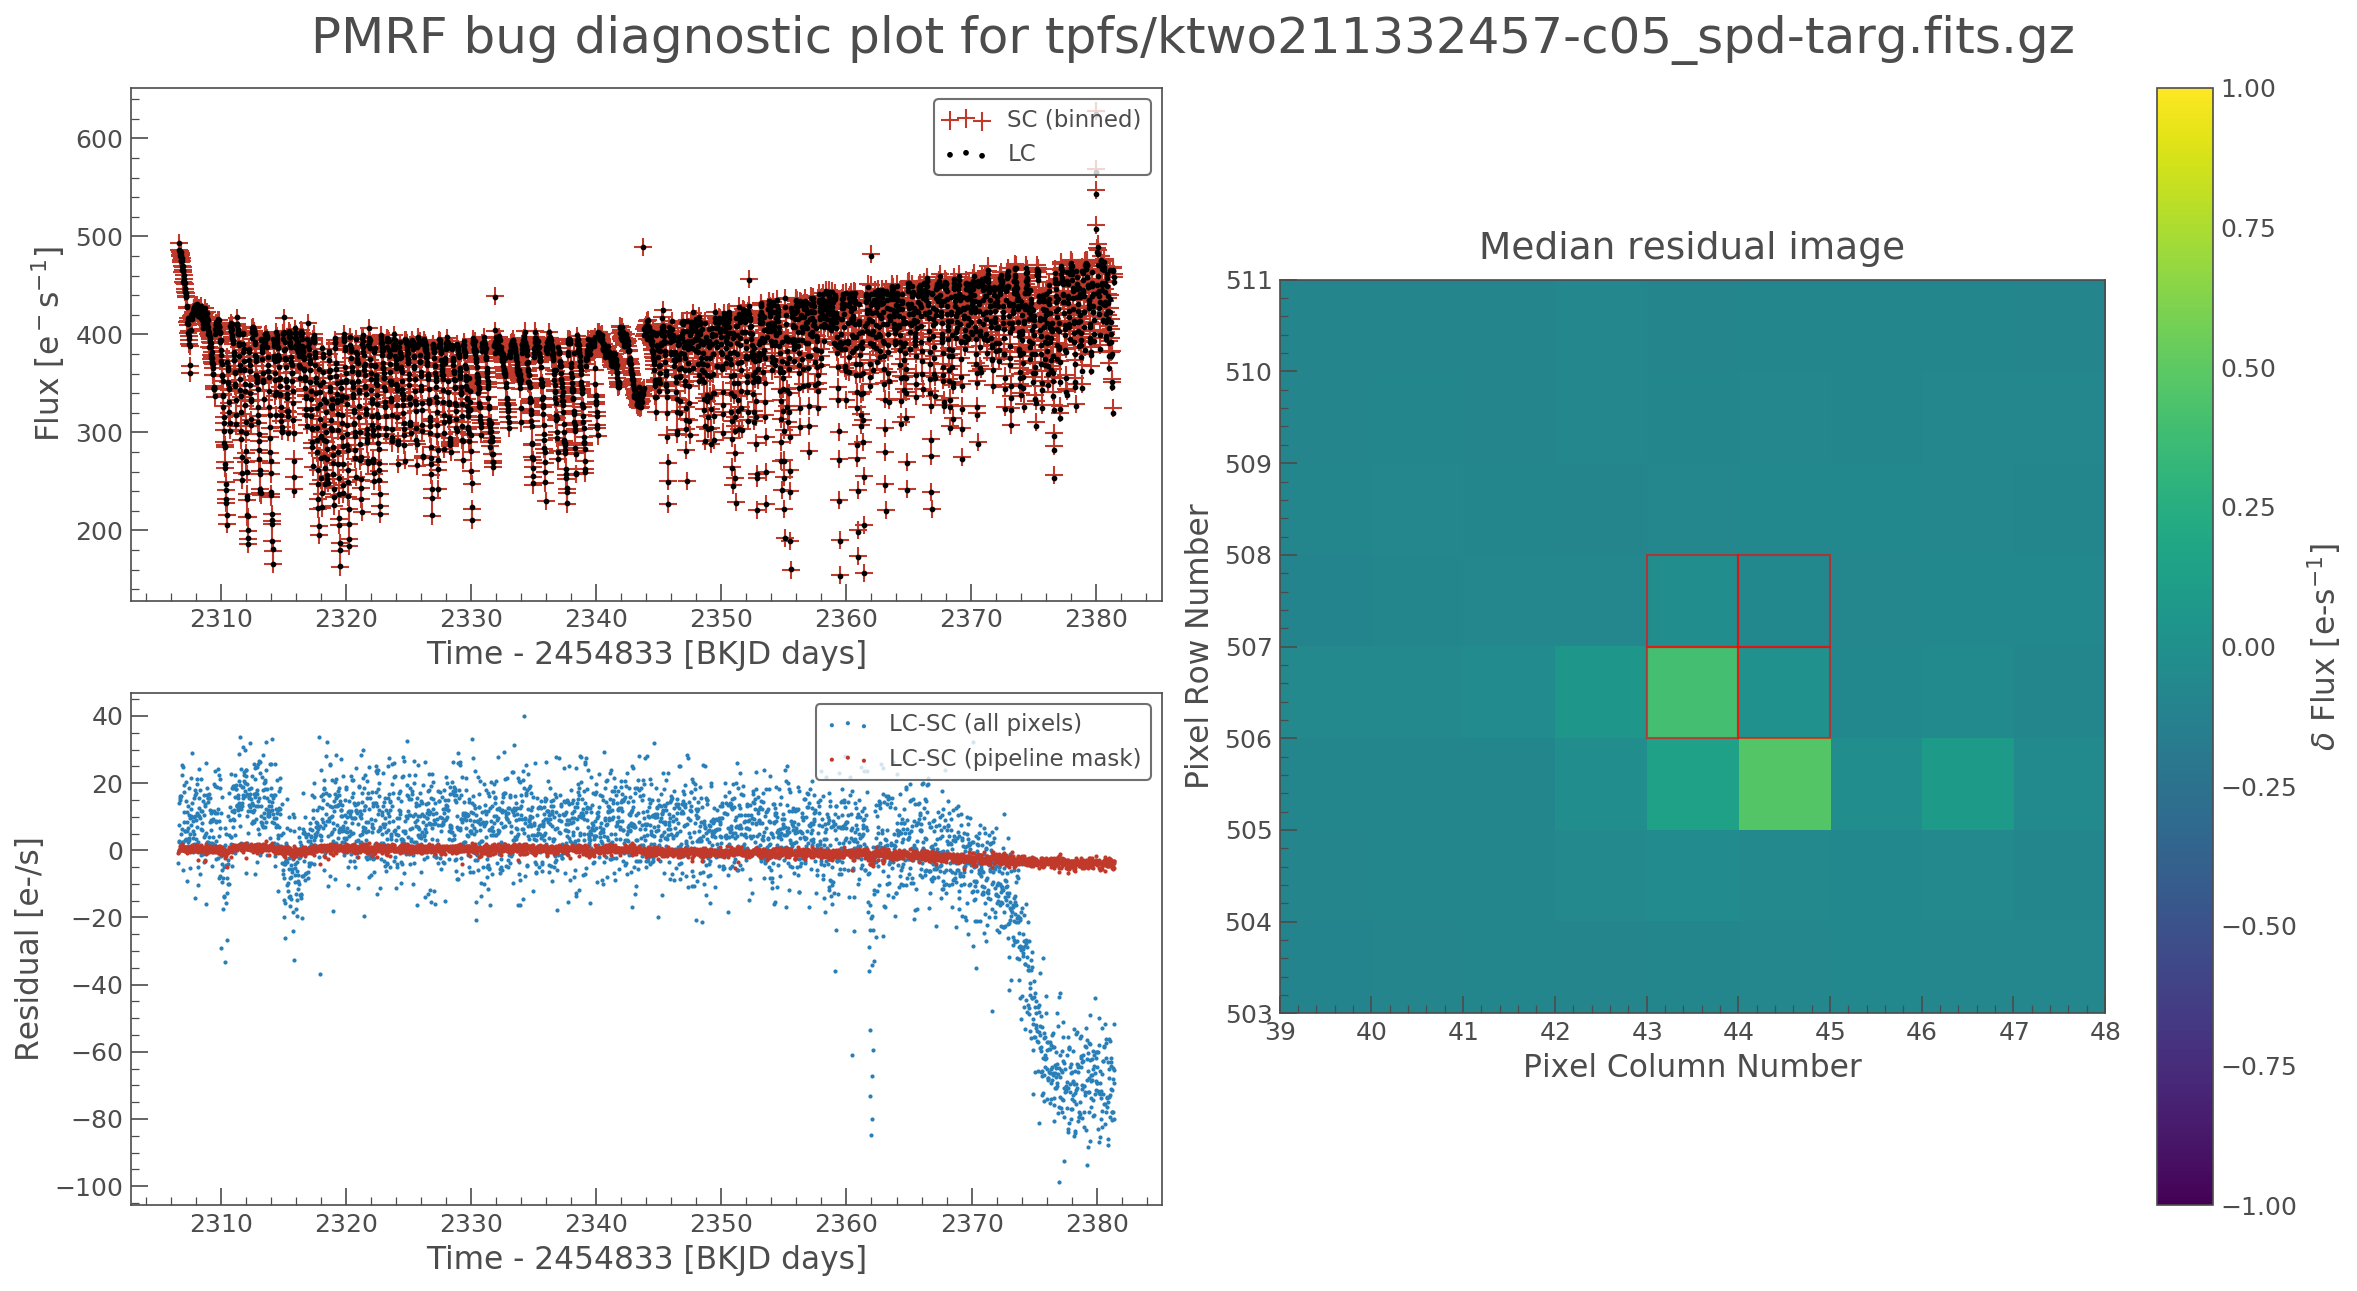 PMRF bug diagnostic plot for tpfs/ktwo211332457-c05_spd-targ.fits.gz
SC (binned)
LC
600
500
400
300
200
Flux [e⁻ s⁻¹]
2310 2320 2330 2340 2350 2360 2370 2380
Time - 2454833 [BKJD days]
LC-SC (all pixels)
LC-SC (pipeline mask)
40
20
0
−20
−40
−60
−80
−100
Residual [e-/s]
2310 2320 2330 2340 2350 2360 2370 2380
Time - 2454833 [BKJD days]
Median residual image
511
510
509
508
507
506
505
504
503
Pixel Row Number
39 40 41 42 43 44 45 46 47 48
Pixel Column Number
1.00
0.75
0.50
0.25
0.00
−0.25
−0.50
−0.75
−1.00
δ Flux [e-s⁻¹]